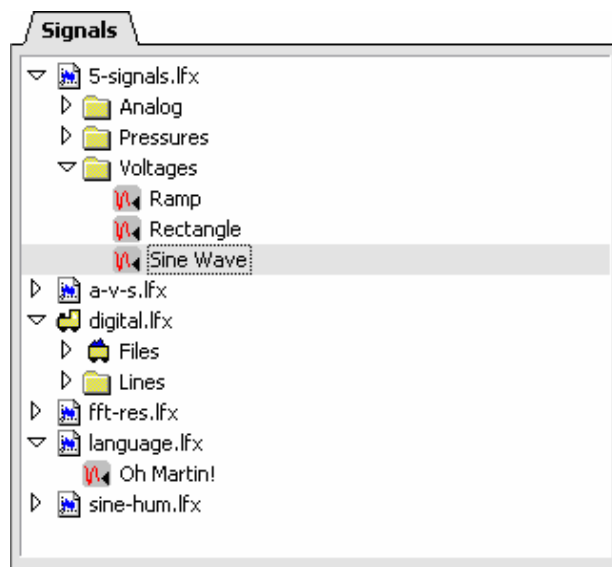 Signals
5-signals.lfx
Analog
Pressures
Voltages
Ramp
Rectangle
Sine Wave
a-v-s.lfx
digital.lfx
Files
Lines
fft-res.lfx
language.lfx
Oh Martin!
sine-hum.lfx